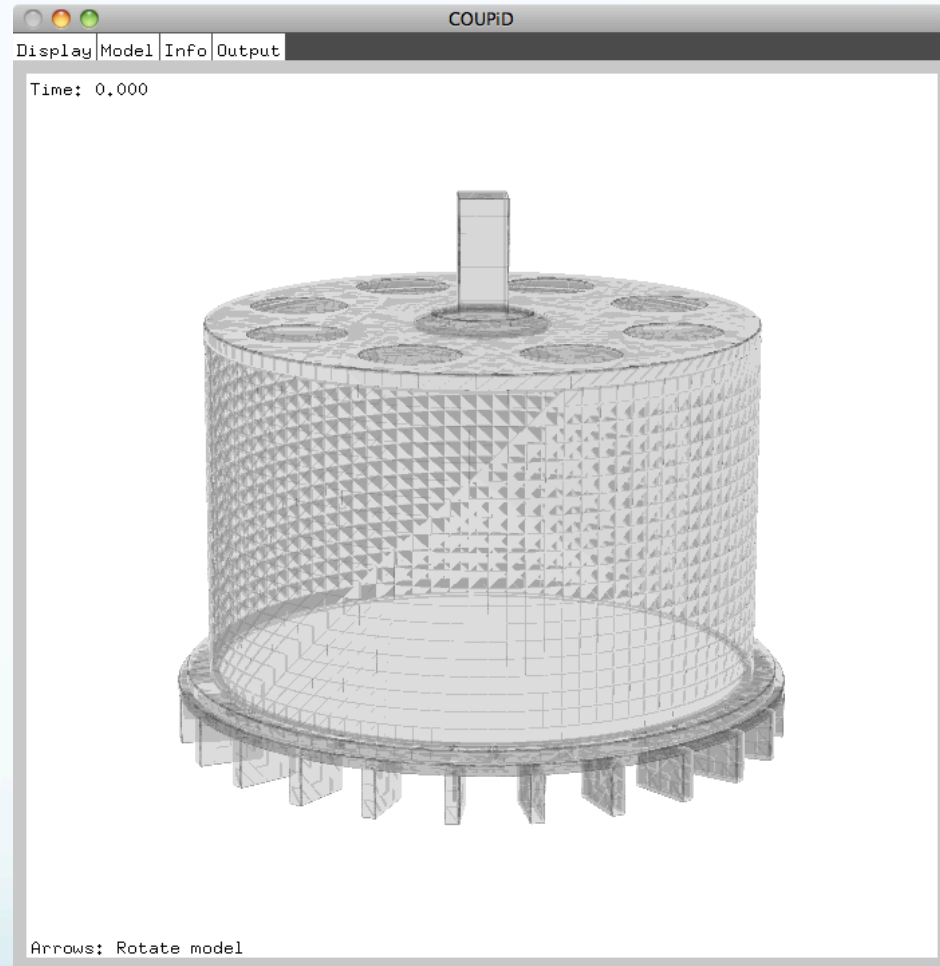 COUPiD
Display Model Info Output
Time: 0.000
Arrows: Rotate model